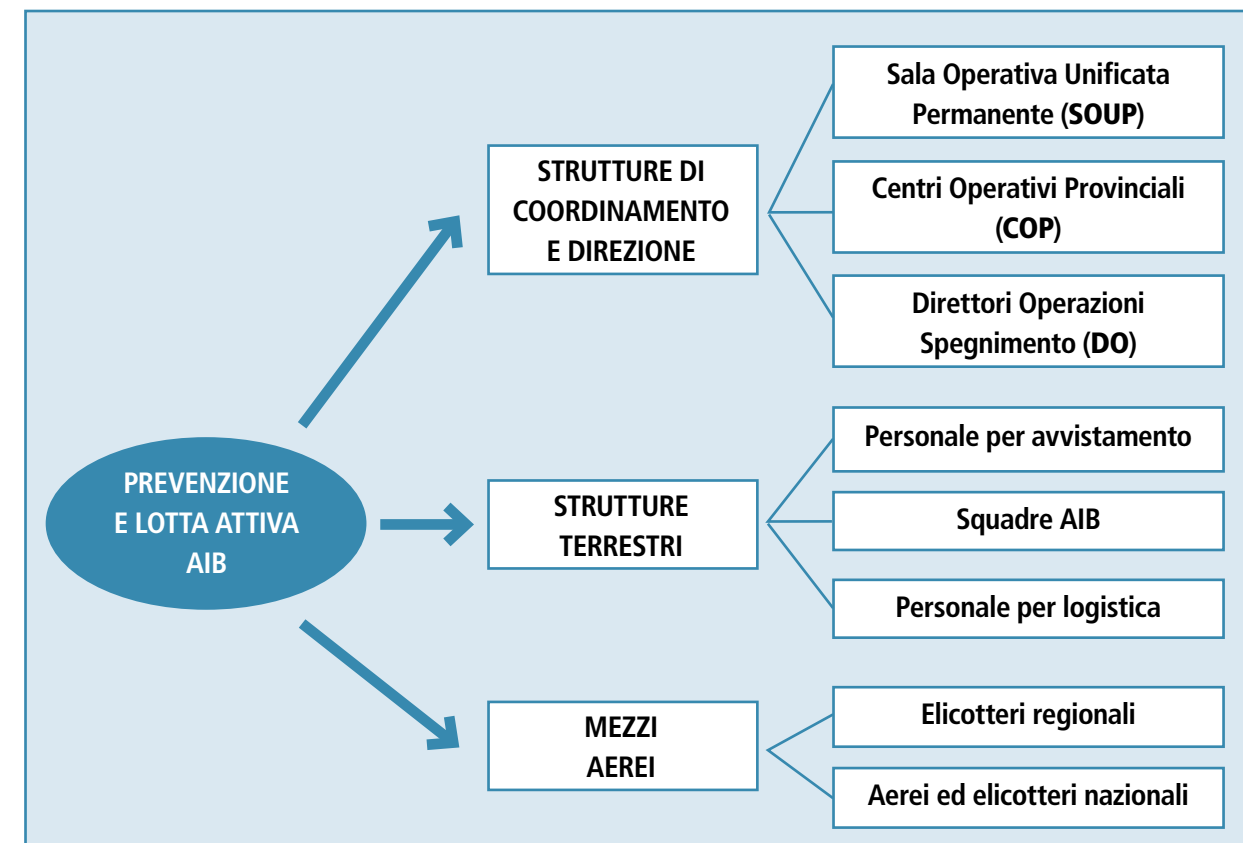 Sala Operativa Unificata
Permanente (SOUP)
STRUTTURE DI
COORDINAMENTO
E DIREZIONE
Centri Operativi Provinciali
(COP)
Direttori Operazioni
Spegnimento (DO)
PREVENZIONE
E LOTTA ATTIVA
AIB
STRUTTURE
TERRESTRI
Personale per avvistamento
Squadre AIB
Personale per logistica
MEZZI
AEREI
Elicotteri regionali
Aerei ed elicotteri nazionali